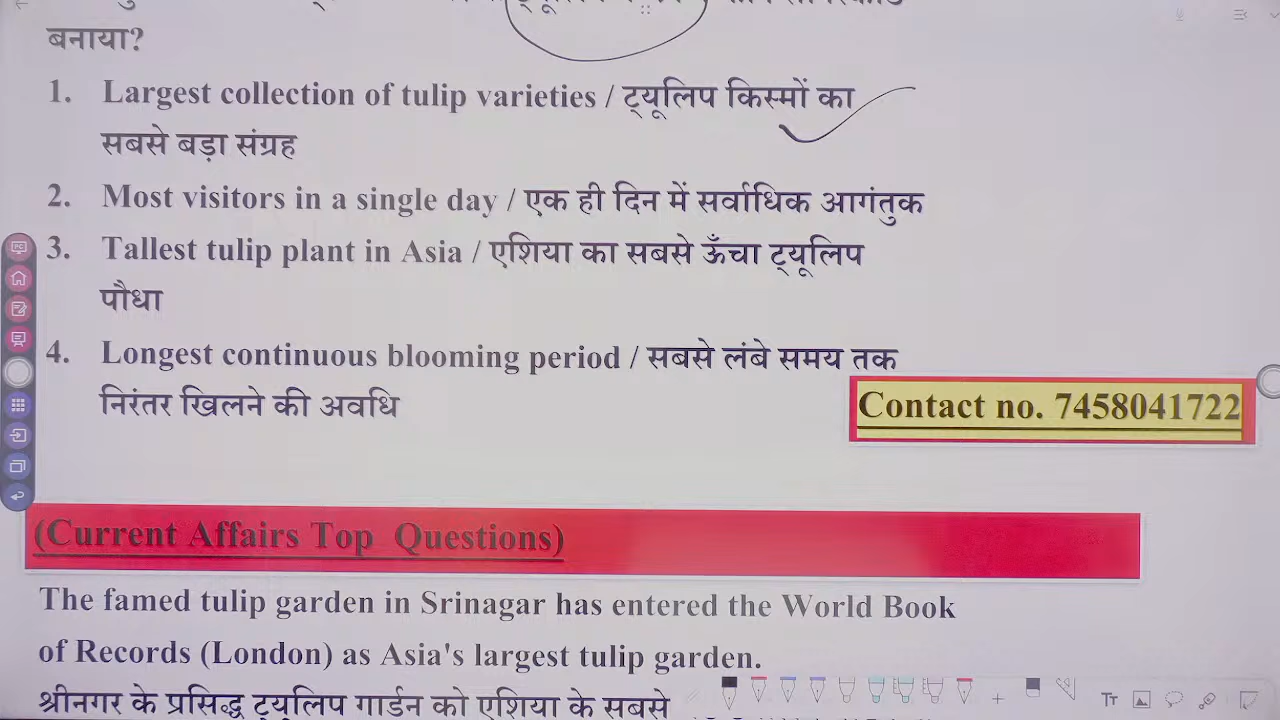 बनाया?
1. Largest collection of tulip varieties / ट्यूलिप किस्मों का
सबसे बड़ा संग्रह
2. Most visitors in a single day / एक ही दिन में सर्वाधिक आगंतुक
3. Tallest tulip plant in Asia / एशिया का सबसे ऊँचा ट्यूलिप
पौधा
4. Longest continuous blooming period / सबसे लंबे समय तक
निरंतर खिलने की अवधि
Contact no. 7458041722
(Current Affairs Top Questions)
The famed tulip garden in Srinagar has entered the World Book
of Records (London) as Asia's largest tulip garden.
श्रीनगर के प्रसिद्ध ट्यूलिप गार्डन को एशिया के सबसे